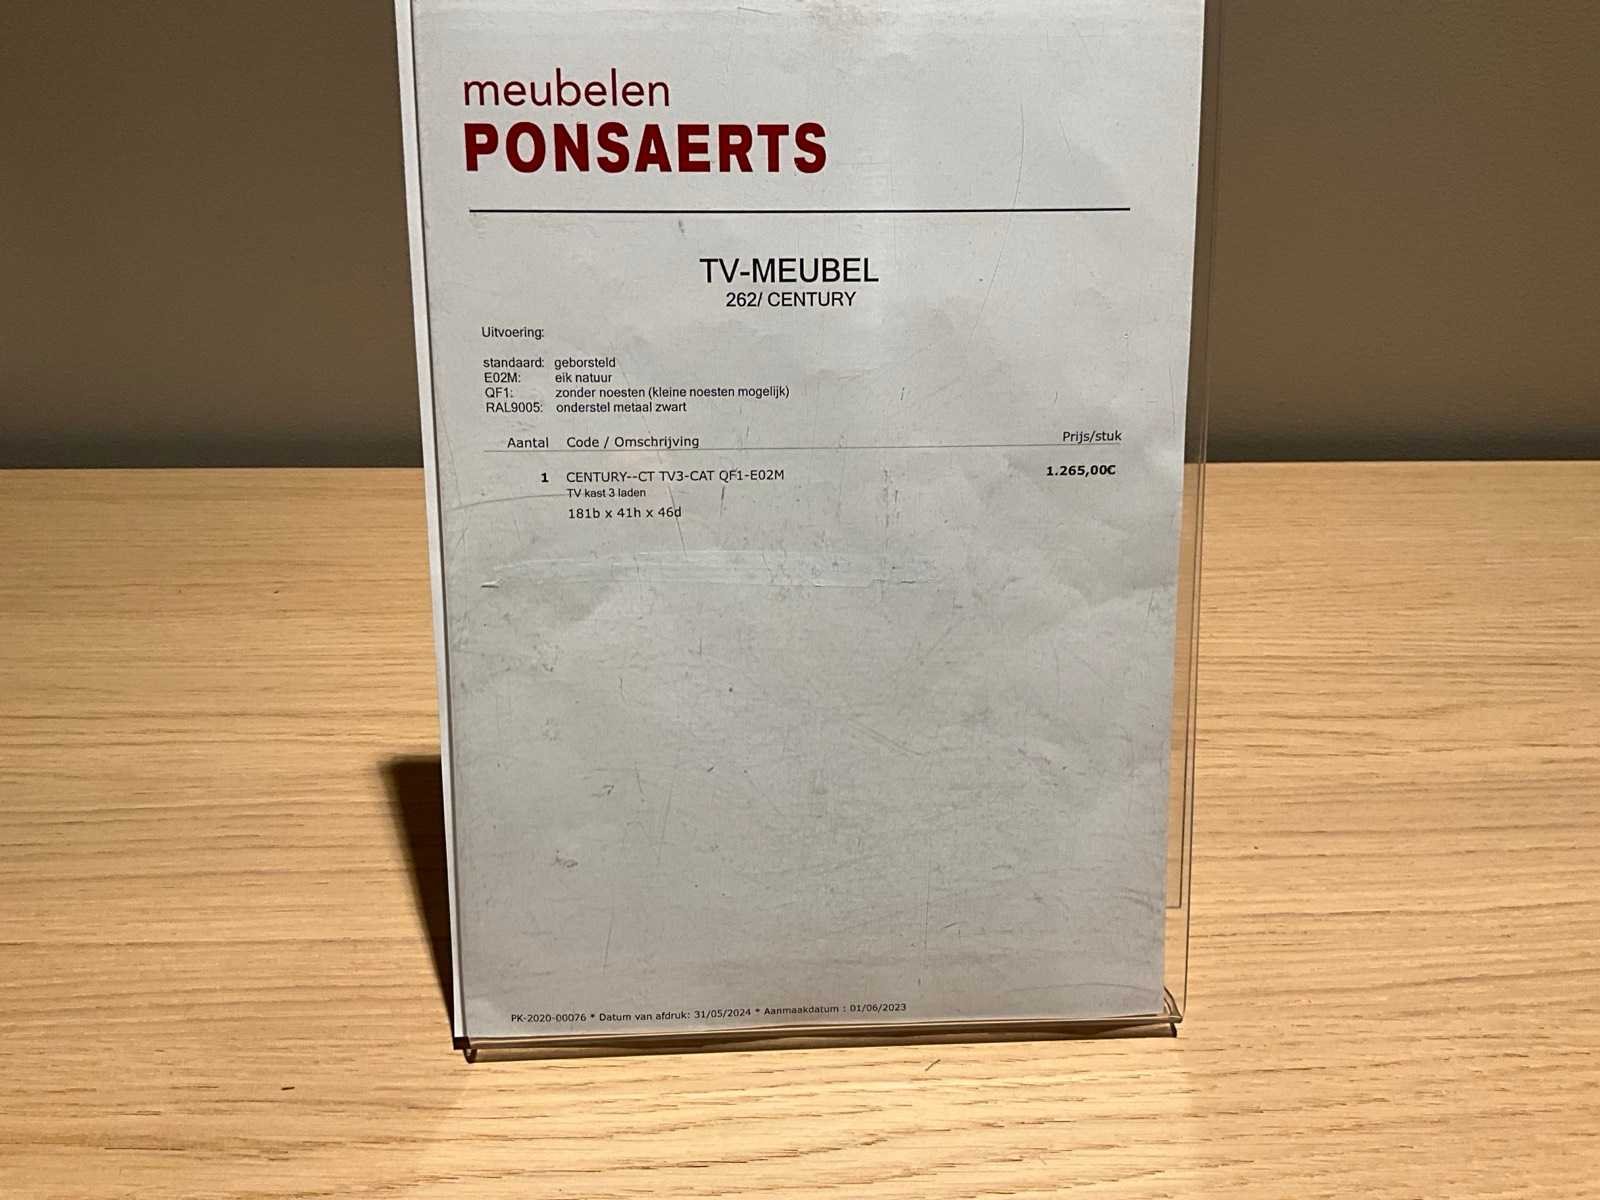 meubelen
PONSAERTS
TV-MEUBEL
262/ CENTURY
Uitvoering:
standaard: geborsteld
E02M: eik natuur
QF1: zonder noesten (kleine noesten mogelijk)
RAL9005: onderstel metaal zwart
Aantal Code / Omschrijving Prijs/stuk
1 CENTURY--CT TV3-CAT QF1-E02M 1.265,00€
TV kast 3 laden
181b x 41h x 46d
PK-2020-00076 * Datum van afdruk: 31/05/2024 * Aanmaakdatum : 01/06/2023